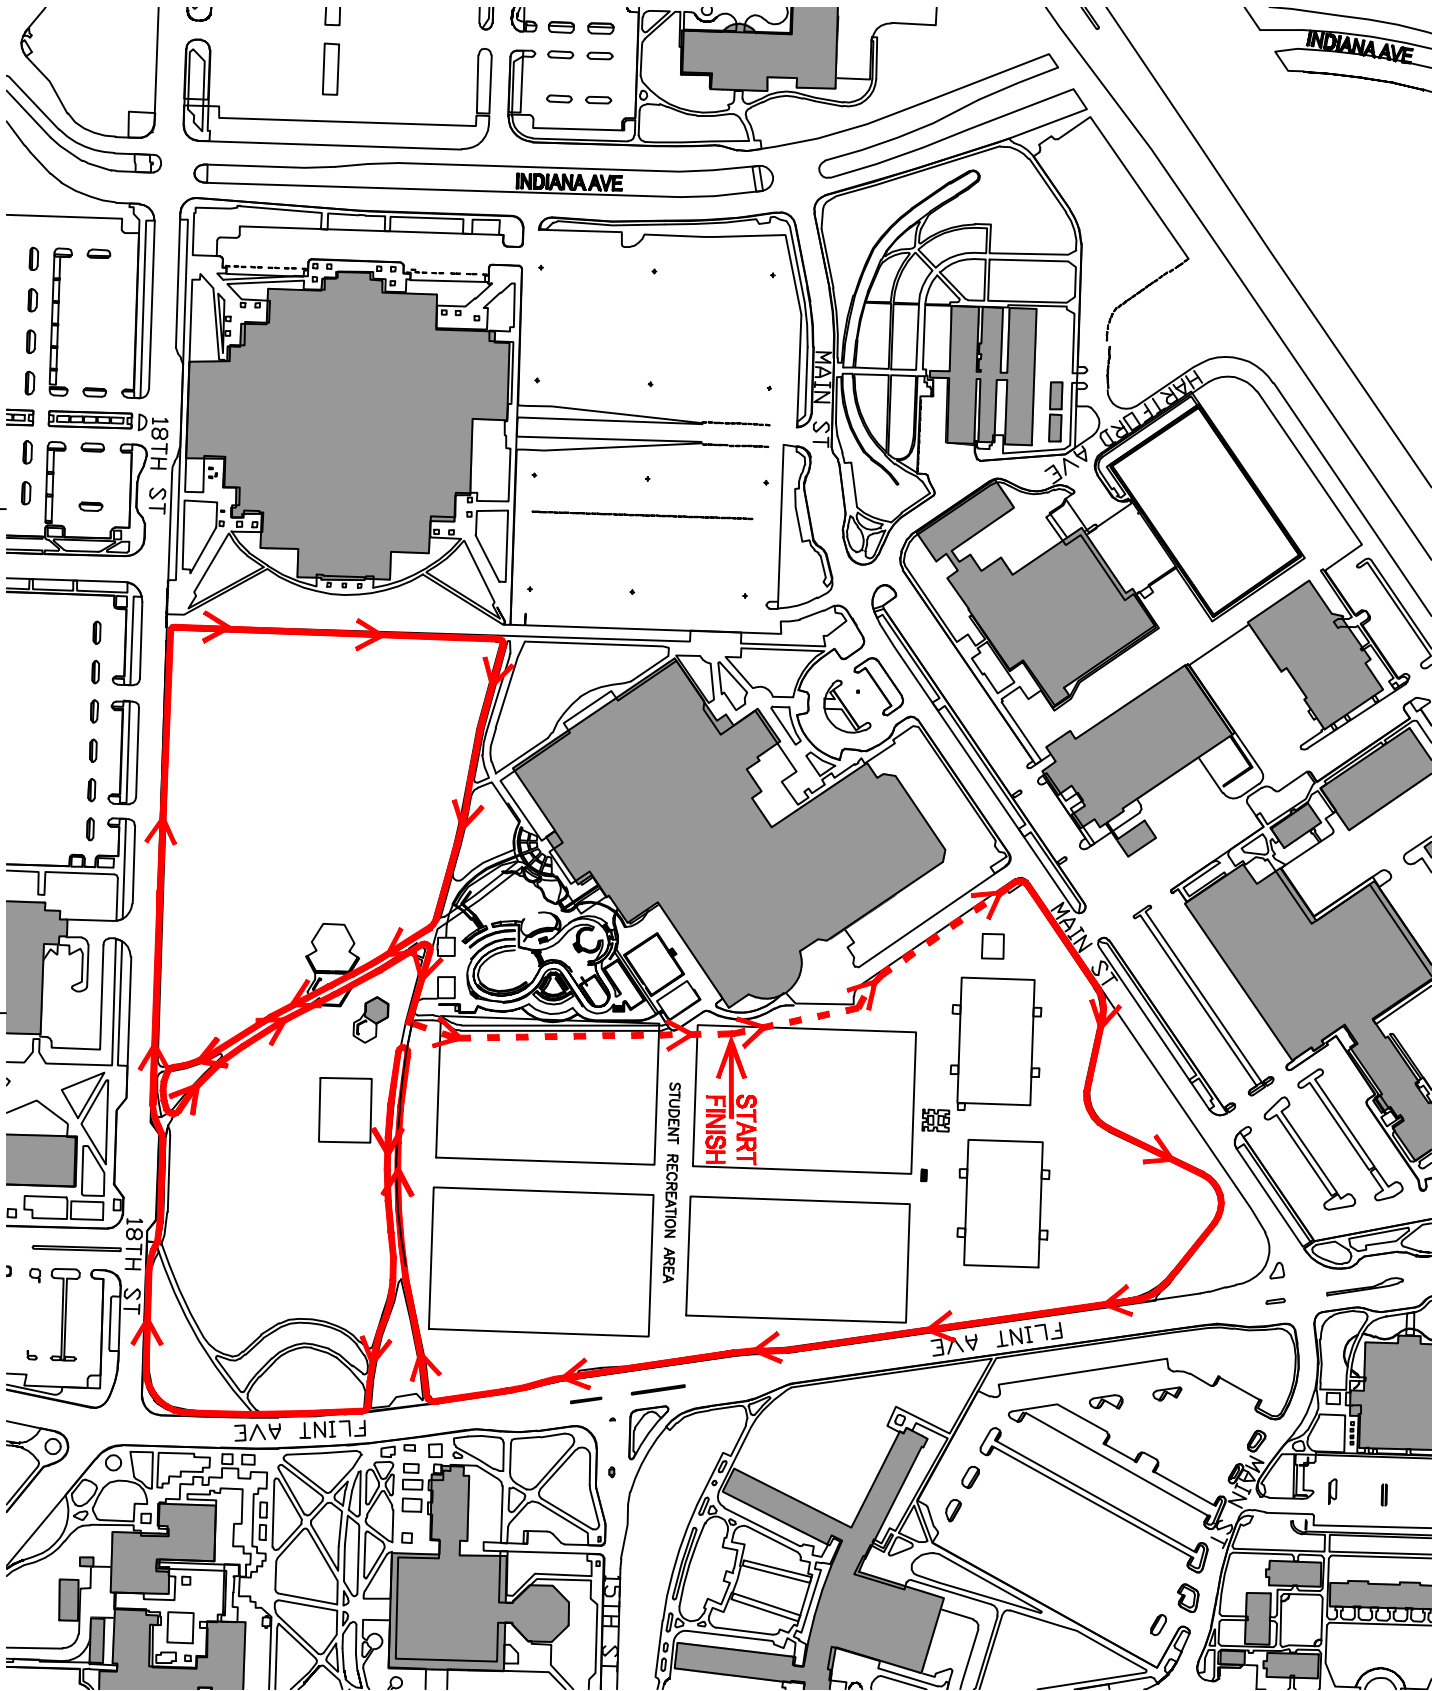 INDIANA AVE
INDIANA AVE
MAIN ST
HARTFORD AVE
18TH ST
MAIN ST
START
FINISH
STUDENT RECREATION AREA
18TH ST
FLINT AVE
FLINT AVE
MAIN S
15TH ST